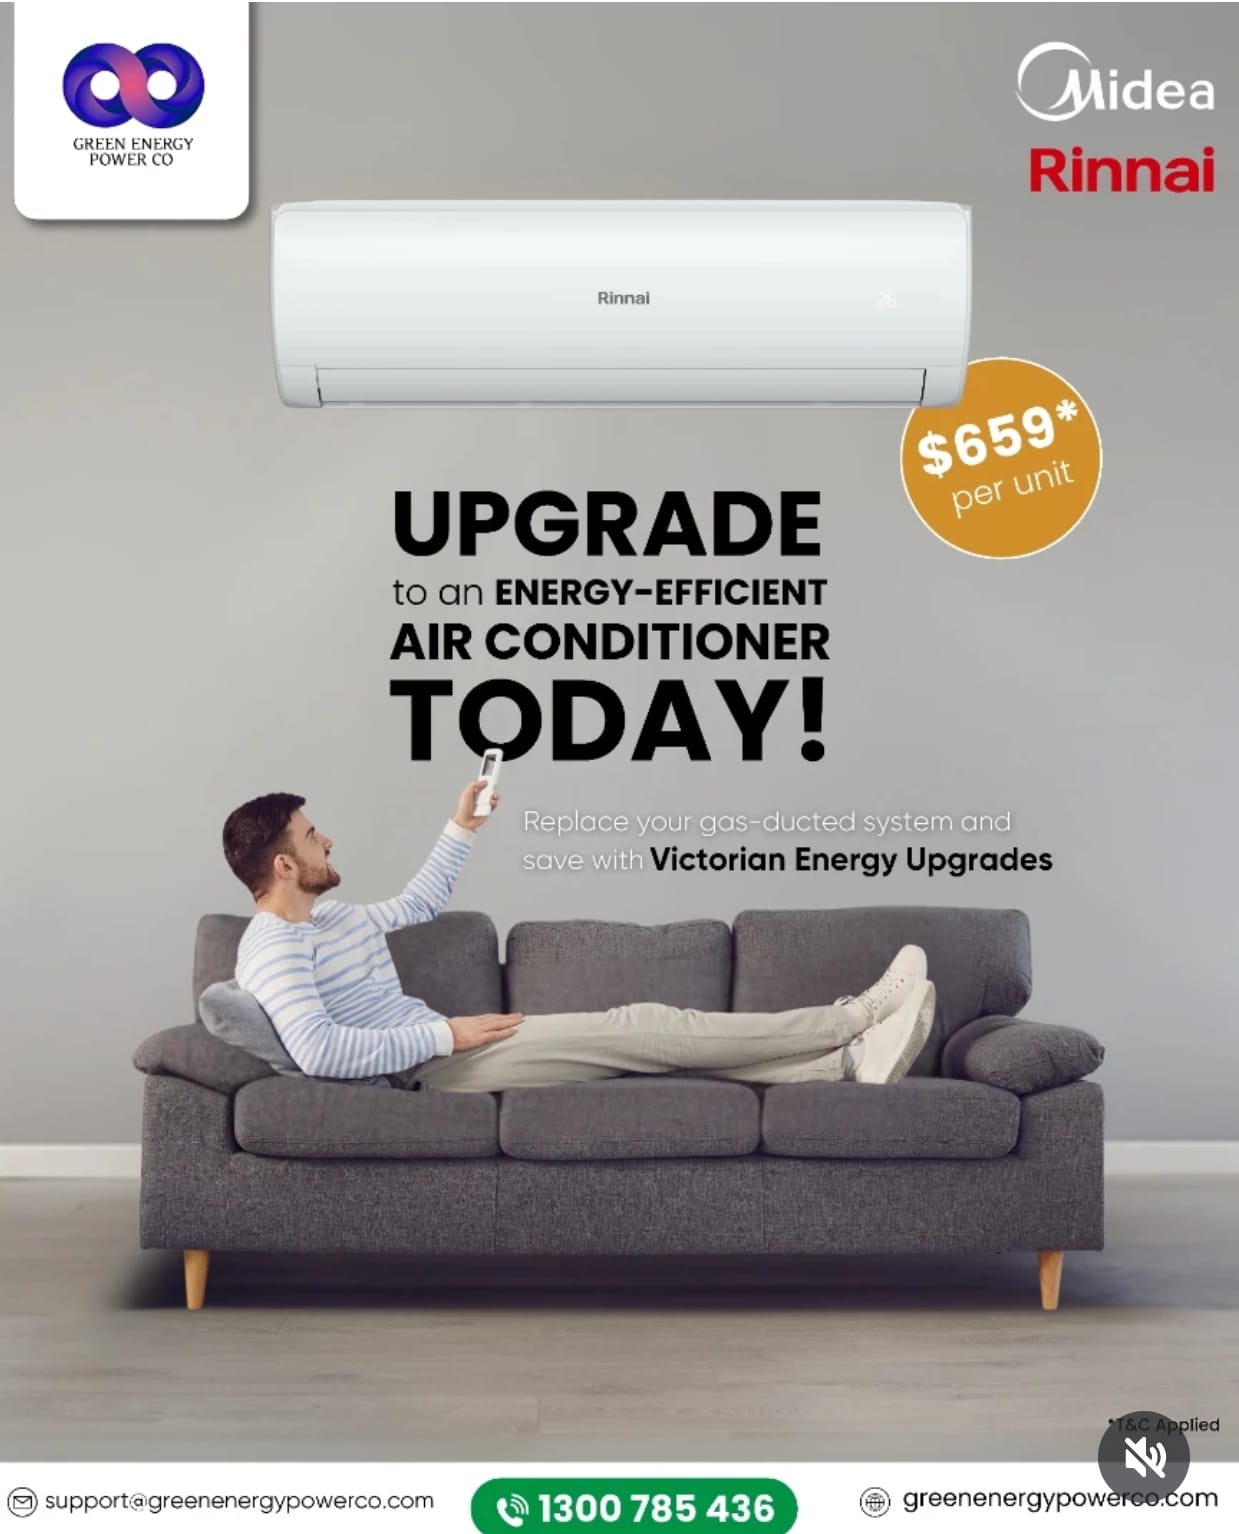 GREEN ENERGY
POWER CO
Midea
Rinnai
Rinnai
26
$659*
per unit
UPGRADE
to an ENERGY-EFFICIENT
AIR CONDITIONER
TODAY!
Replace your gas-ducted system and
save with Victorian Energy Upgrades
*T&C Applied
support@greenenergypowerco.com
1300 785 436
greenenergypowerco.com